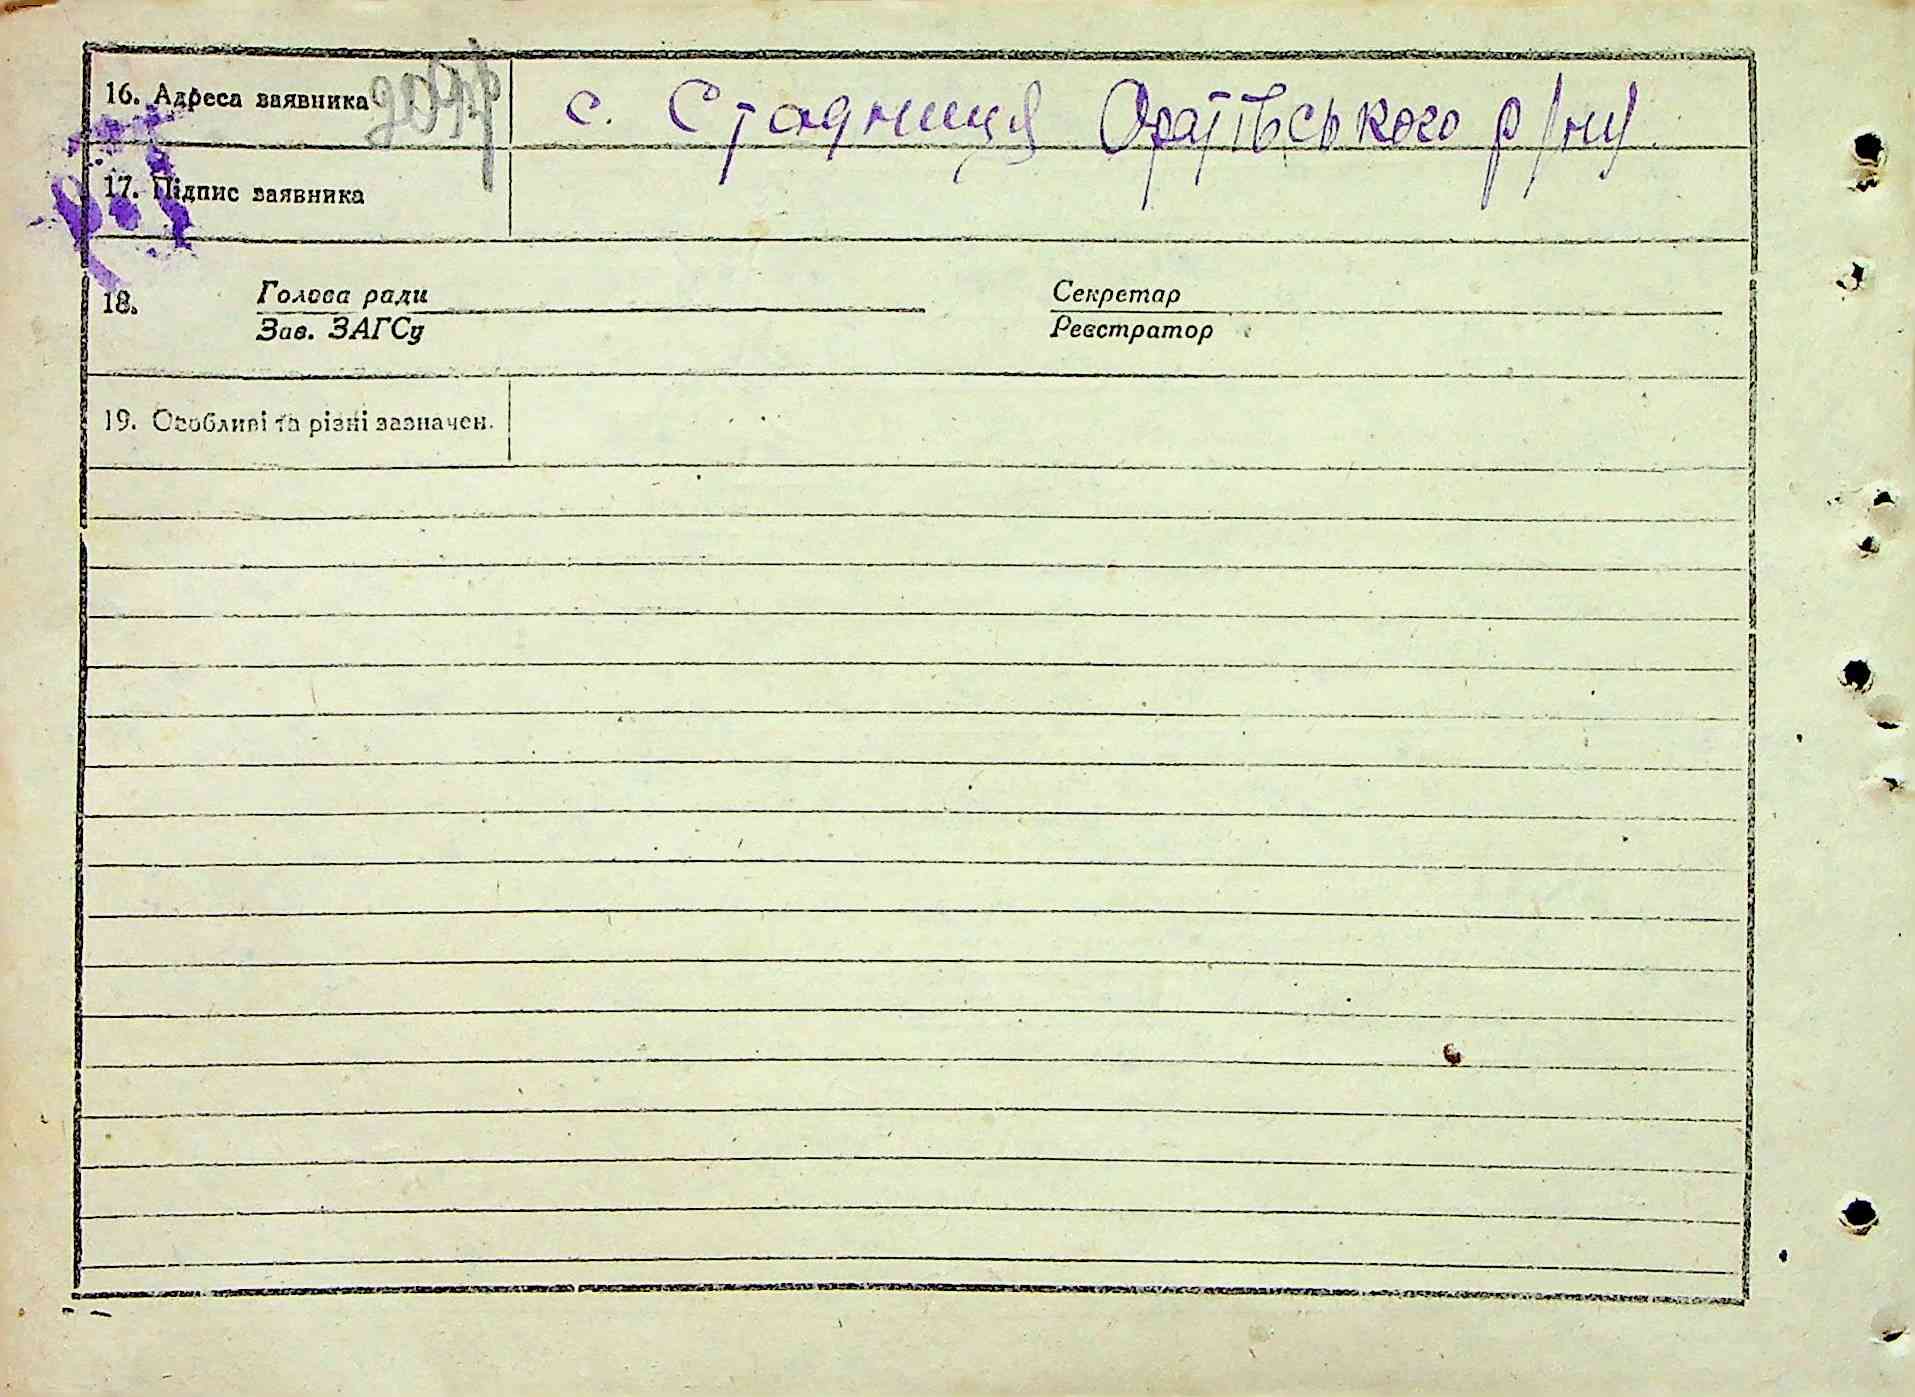 16. Адреса заявника с. Стадниця Оратівського р/ну
17. Підпис заявника
18. Голова ради Секретар
Зав. ЗАГСу Реєстратор
19. Особливі та різні зазначен.